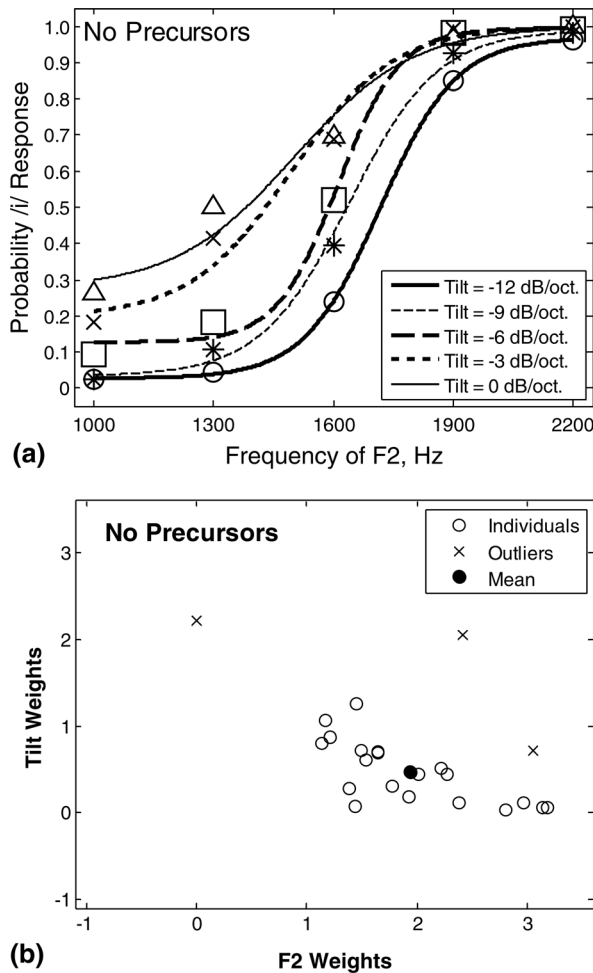 No Precursors
1.0
0.9
0.8
0.7
0.6
0.5
0.4
0.3
0.2
0.1
0
Probability /i/ Response
Tilt = -12 dB/oct.
Tilt = -9 dB/oct.
Tilt = -6 dB/oct.
Tilt = -3 dB/oct.
Tilt = 0 dB/oct.
1000 1300 1600 1900 2200
(a) Frequency of F2, Hz
No Precursors
Individuals
Outliers
Mean
3
2
1
0
-1
Tilt Weights
-1 0 1 2 3
(b) F2 Weights